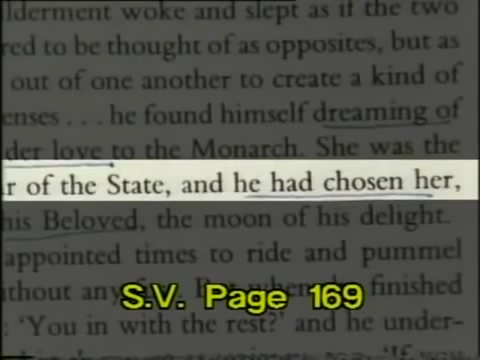 lderment woke and slept as if the two
red to be thought of as opposites, but as
out of one another to create a kind of
enses . . . he found himself dreaming of
der love to the Monarch. She was the
r of the State, and he had chosen her,
his Beloved, the moon of his delight.
appointed times to ride and pummel
ithout any finished
S.V. Page 169
: 'You in with the rest?' and he under-